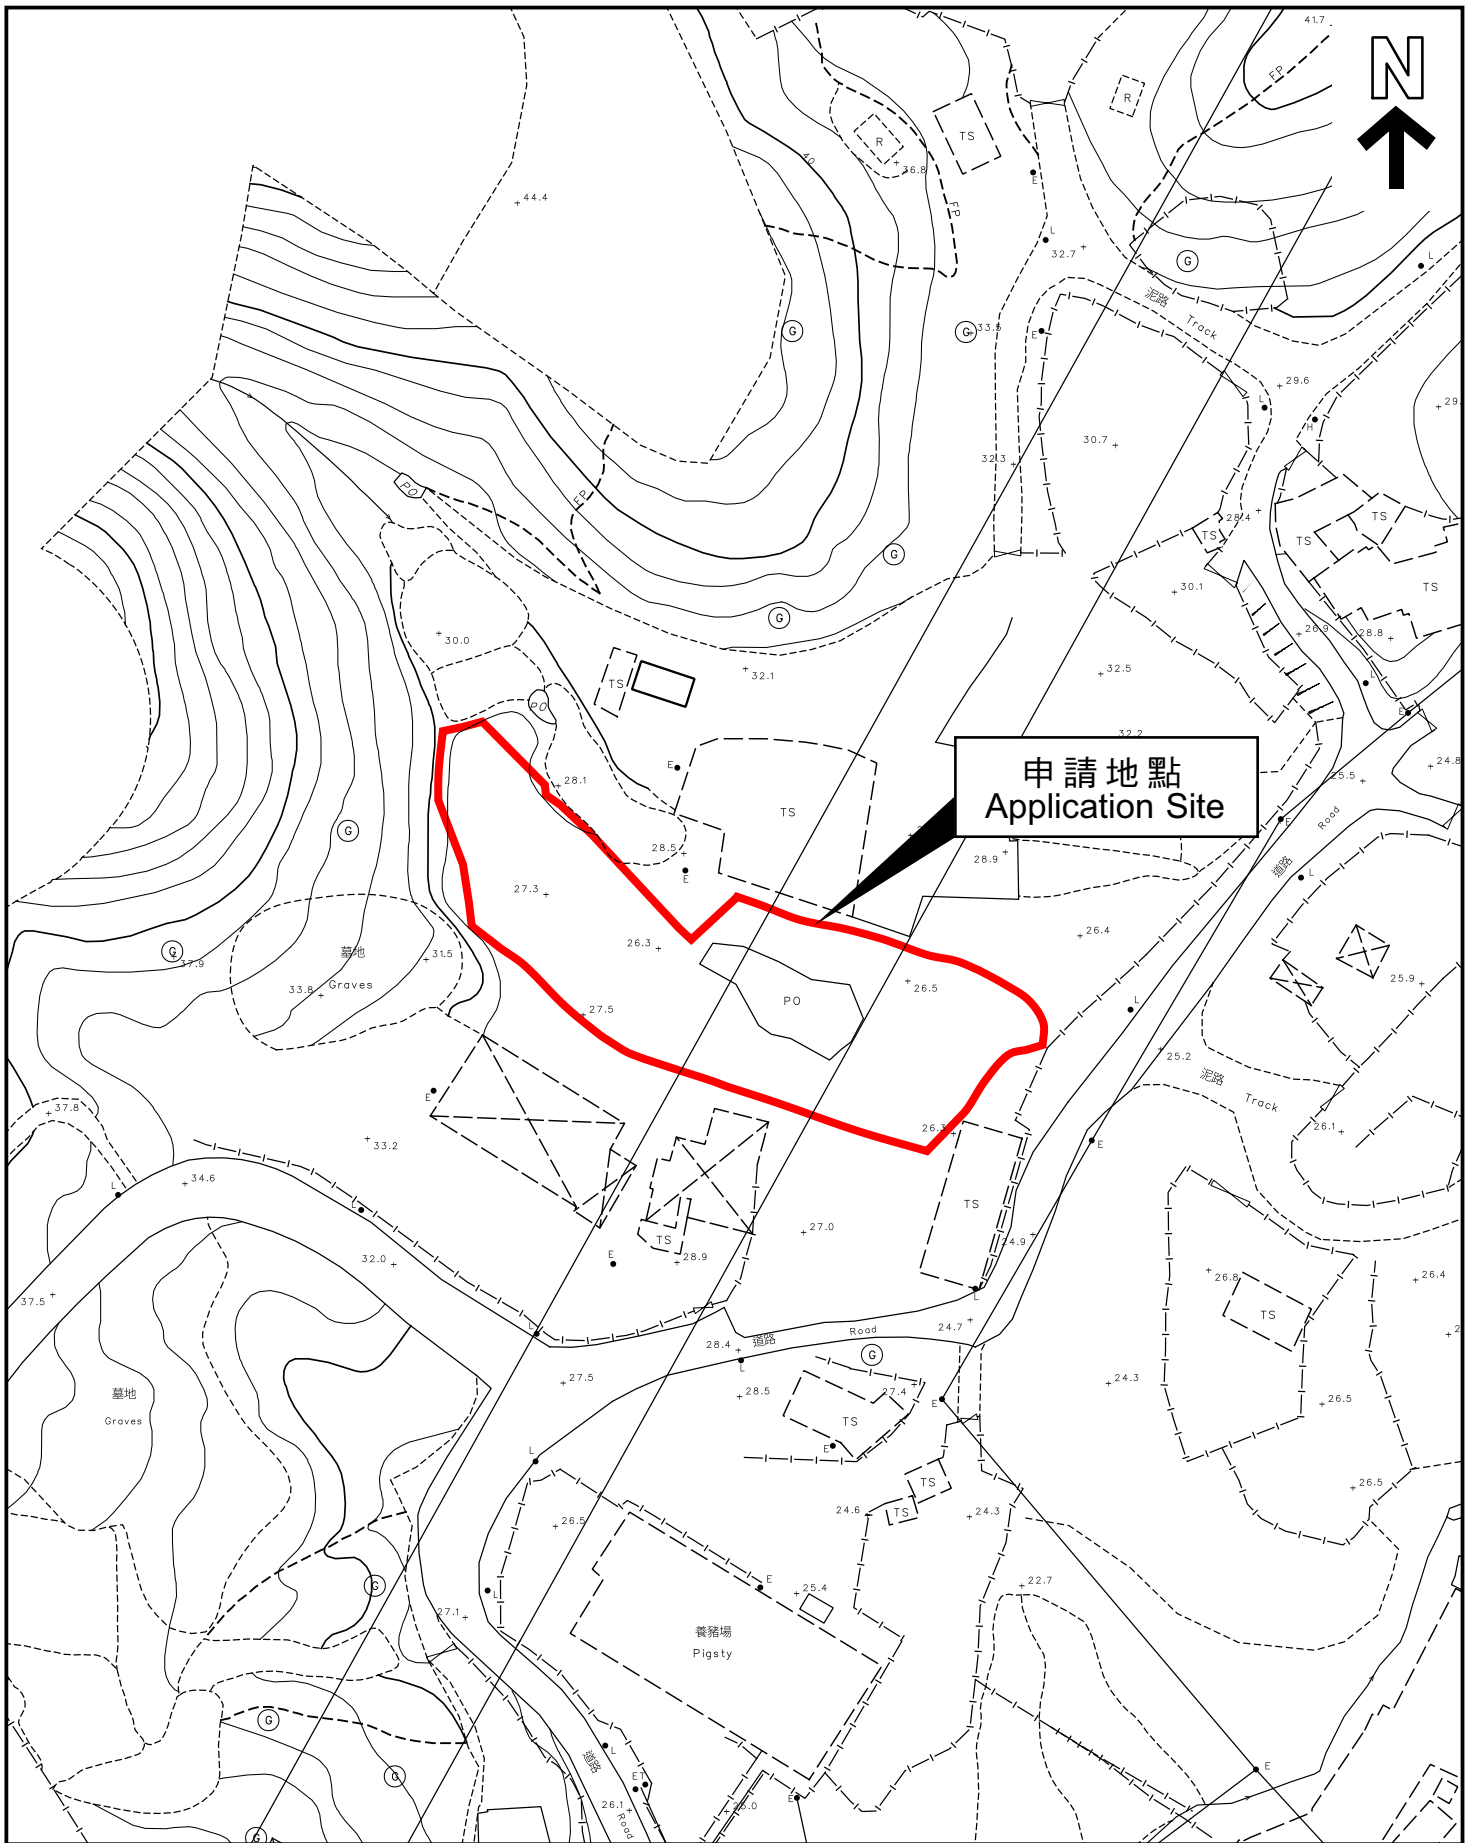 41.7
FP
N
R
R
TS
40
36.8
E
44.4
FP
L
32.7
G
L
泥路
Track
G
G
33.5
E
29.6
L
29.
H
30.7
32.3
PO
FP
28.4
TS
TS
TS
G
TS
30.1
G
30.0
26.9
28.8
TS
32.1
32.5
L
PO
E
32.2
申請地點
Application Site
E
28.1
24.8
25.5
TS
Road
E
G
28.5
28.9
道路
L
E
27.3
26.3
26.4
墓地
G
37.9
31.5
25.9
33.8
Graves
26.5
PO
L
27.5
25.2
泥路
Track
E
37.8
26.3
26.1
33.2
E
34.6
L
L
TS
TS
27.0
24.9
28.9
E
32.0
26.8
26.4
37.5
L
TS
L
道路
Road
24.7
28.4
G
L
27.5
28.5
27.4
24.3
墓地
Graves
E
26.5
TS
E
L
TS
26.5
24.6
TS
24.3
26.5
E
G
L
25.4
22.7
27.1
養豬場
Pigsty
G
L
道路
E
G
ET
26.1
26.0
E
Road
G